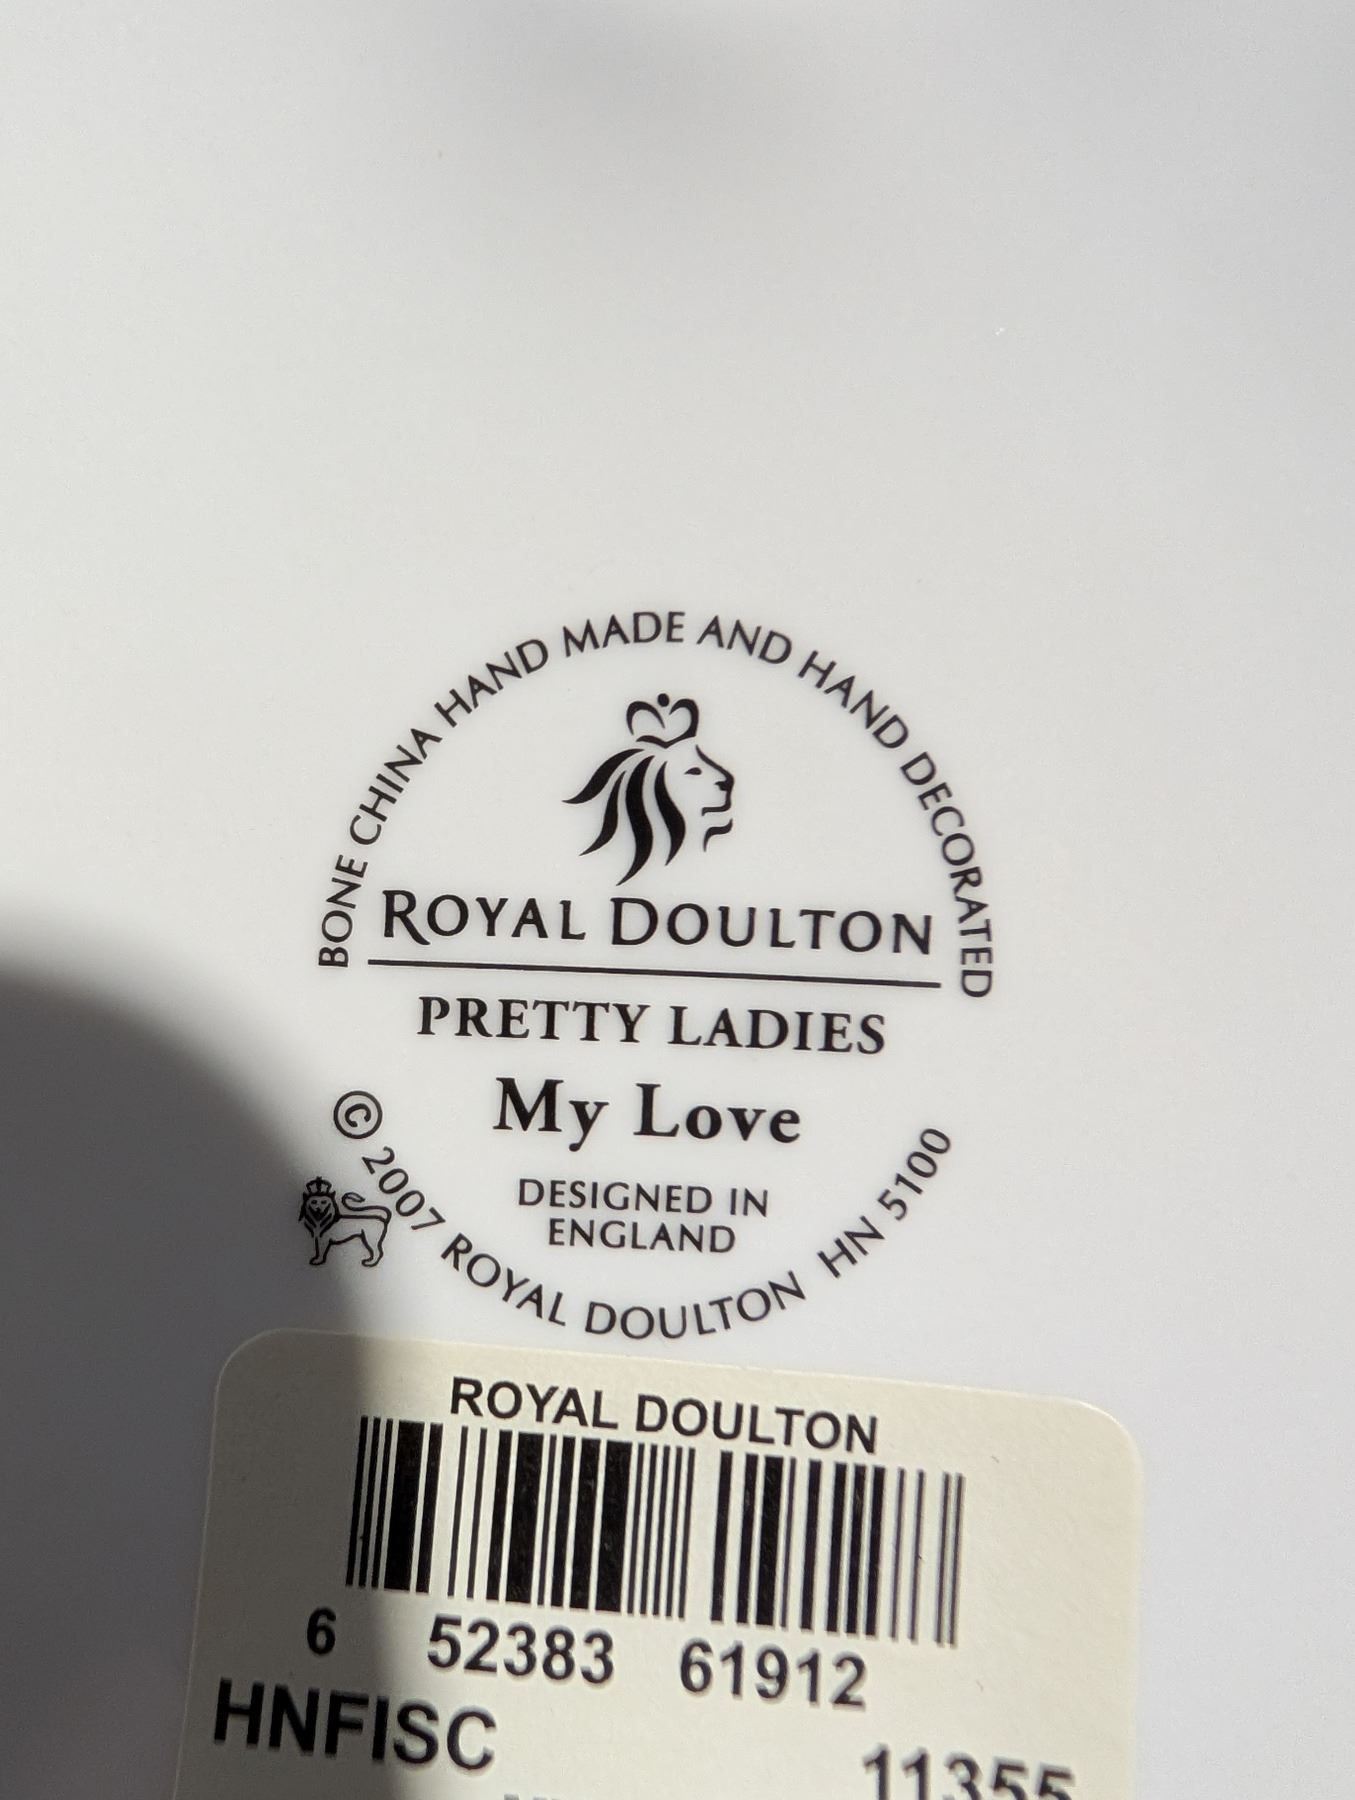 BONE CHINA HAND MADE AND HAND DECORATED
ROYAL DOULTON
PRETTY LADIES
My Love
DESIGNED IN
ENGLAND
© 2007 ROYAL DOULTON HN 5100
ROYAL DOULTON
6 52383 61912
HNFISC 11355